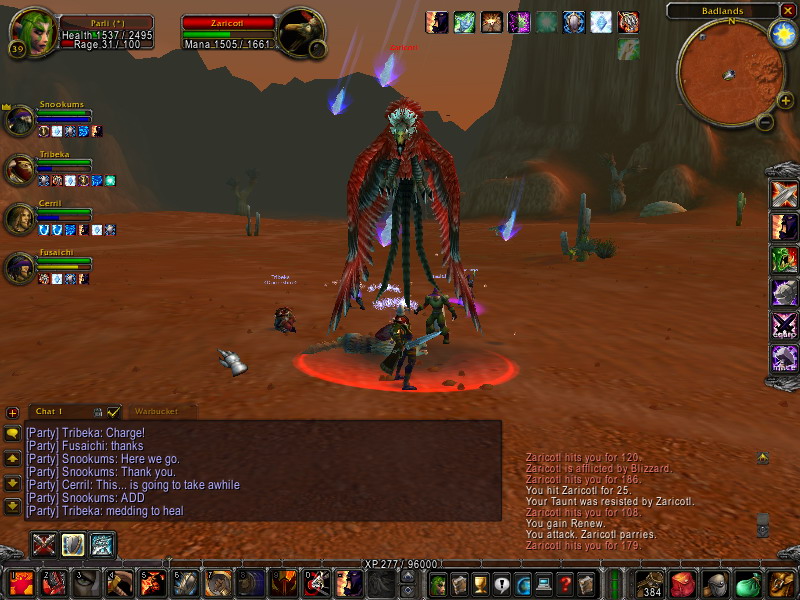 Parli (*)
Health 1537 / 2495
Rage 31 / 100
39
Zaricotl
Mana 1505 / 1661
Zaricotl
Badlands
N
Snookums
Tribeka
Cerril
Fusaichi
Tribeka
Chat 1
Warbucket
[Party] Tribeka: Charge!
[Party] Fusaichi: thanks
[Party] Snookums: Here we go.
[Party] Snookums: Thank you.
[Party] Cerril: This... is going to take awhile
[Party] Snookums: ADD
[Party] Tribeka: medding to heal
Zaricotl hits you for 120.
Zaricotl is afflicted by Blizzard.
Zaricotl hits you for 186.
You hit Zaricotl for 25.
Your Taunt was resisted by Zaricotl.
Zaricotl hits you for 108.
You gain Renew.
You attack. Zaricotl parries.
Zaricotl hits you for 179.
XP 277 / 96000
384